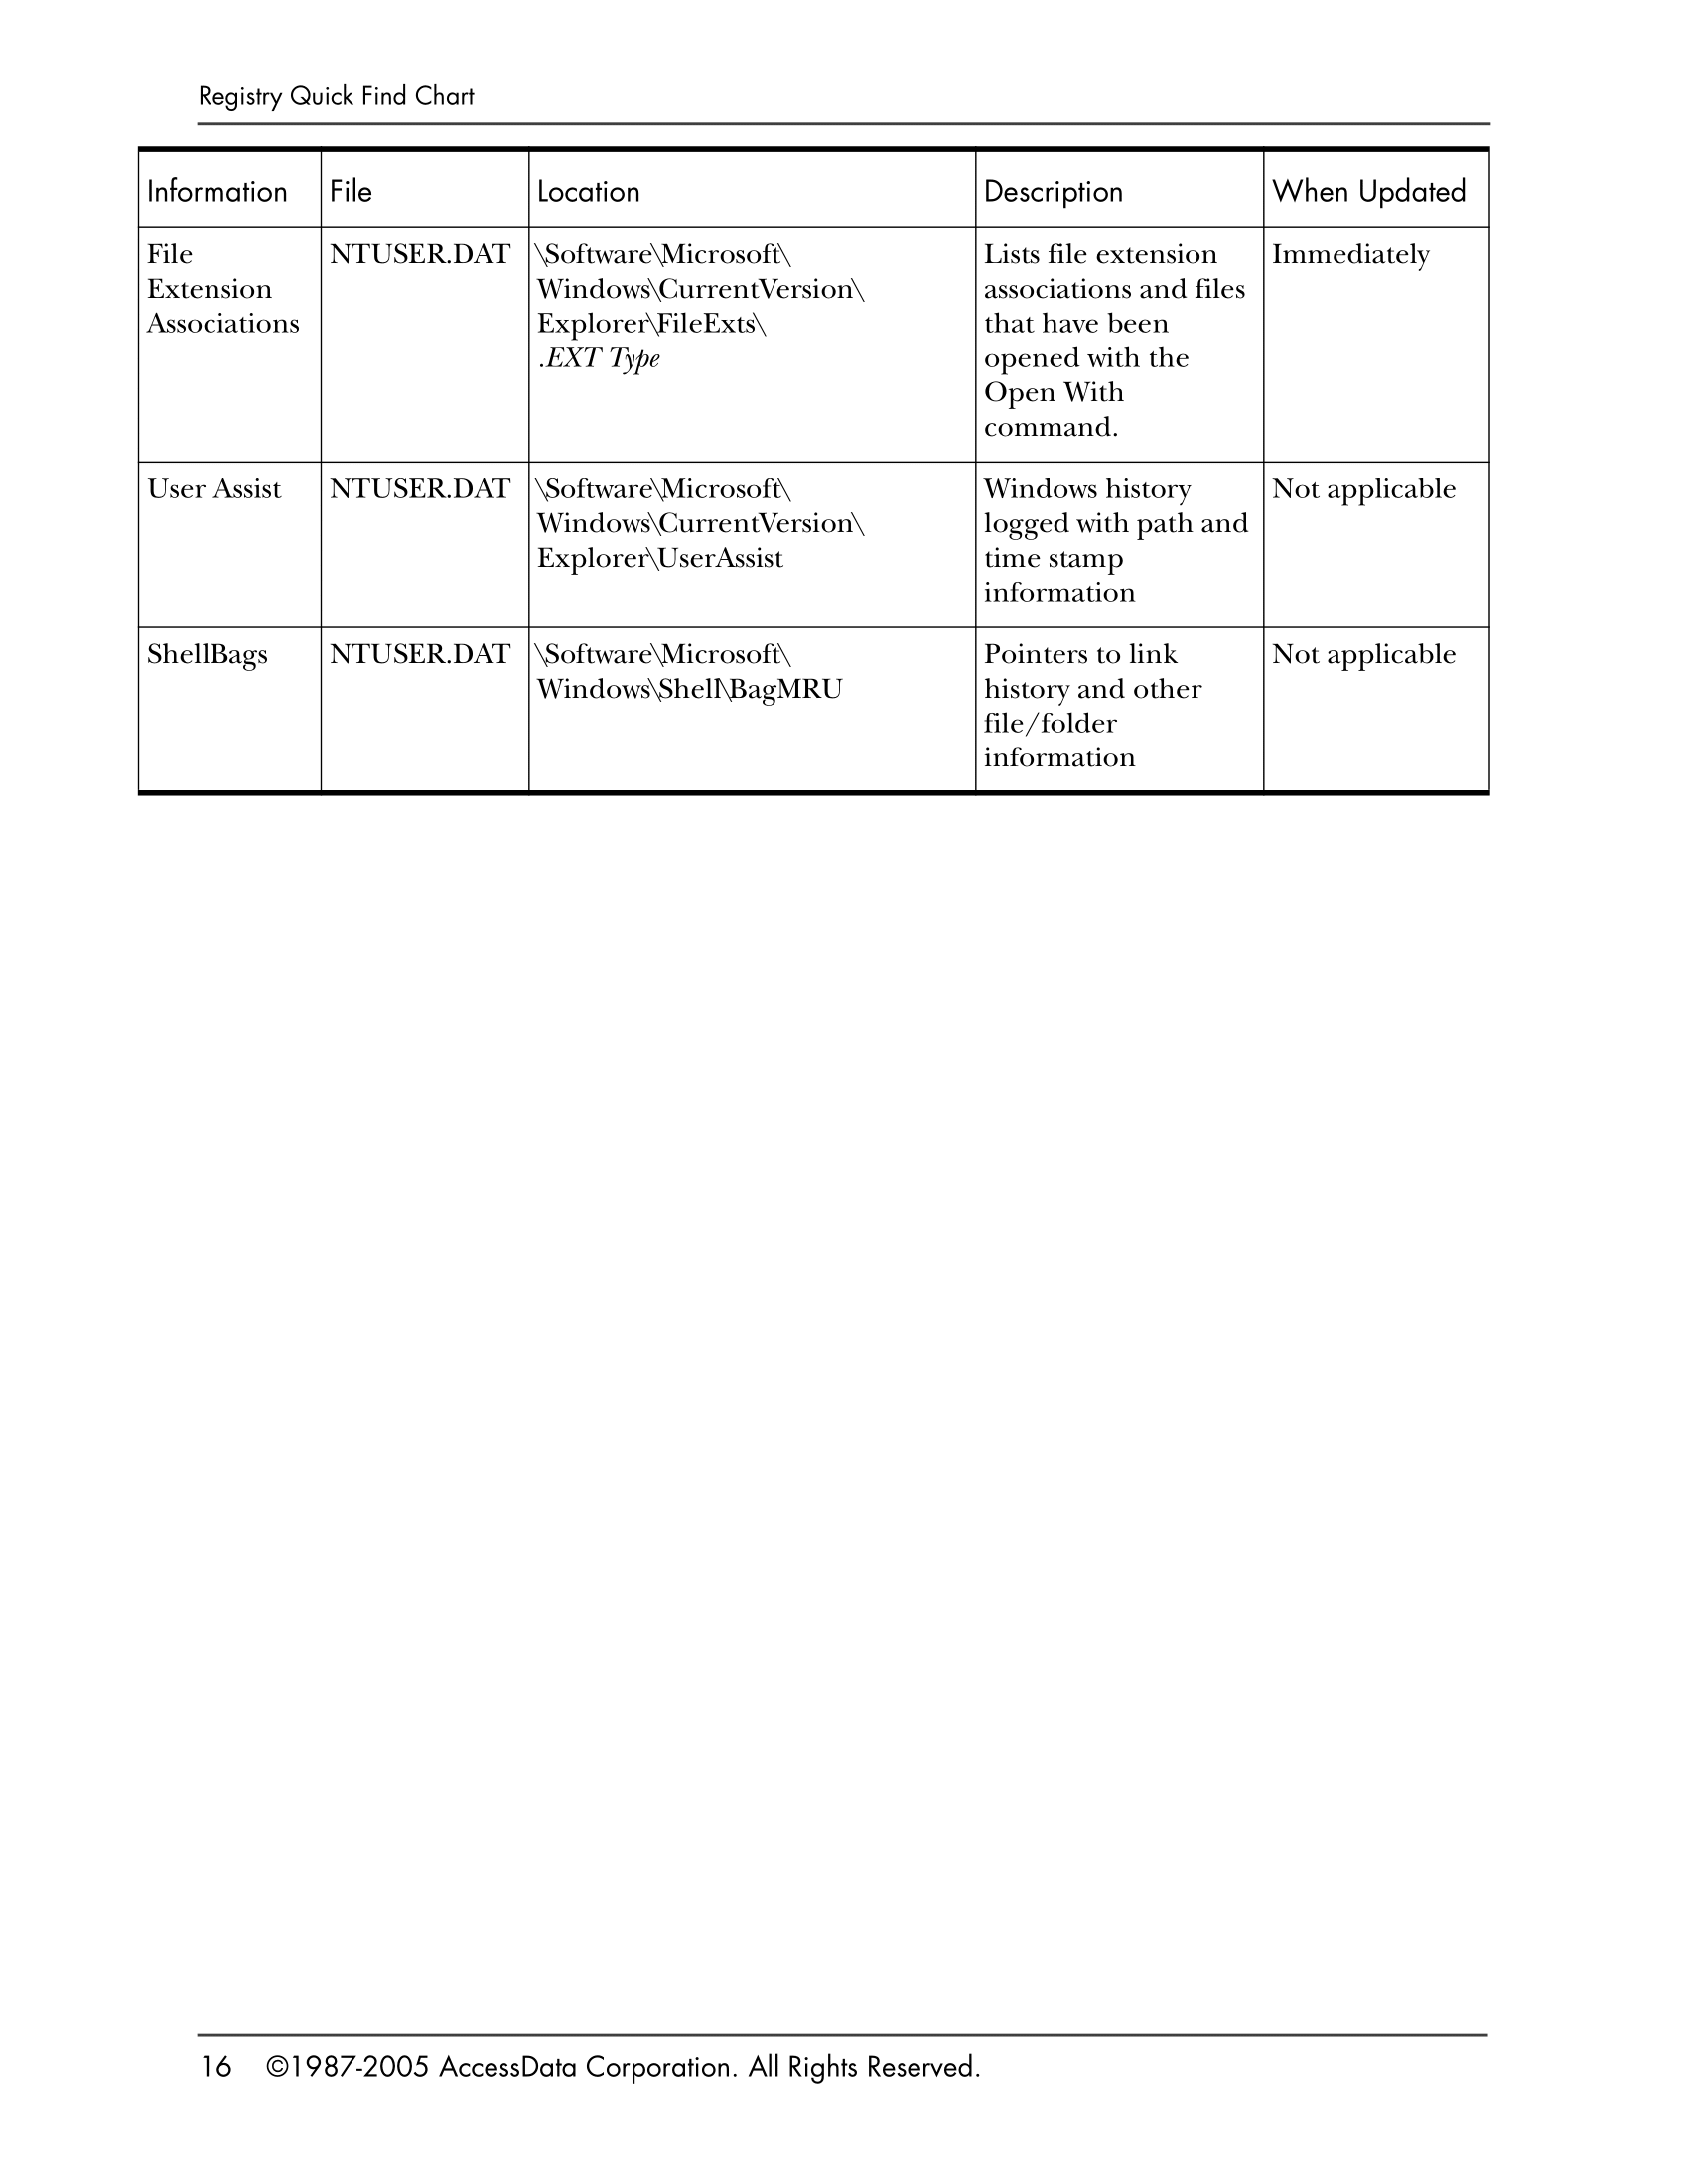 Registry Quick Find Chart
Information File Location Description When Updated
File NTUSER.DAT \Software\Microsoft\ Lists file extension Immediately
Extension Windows\CurrentVersion\ associations and files
Associations Explorer\FileExts\ that have been
.EXT Type opened with the
Open With
command.
User Assist NTUSER.DAT \Software\Microsoft\ Windows history Not applicable
Windows\CurrentVersion\ logged with path and
Explorer\UserAssist time stamp
information
ShellBags NTUSER.DAT \Software\Microsoft\ Pointers to link Not applicable
Windows\Shell\BagMRU history and other
file/folder
information
16 ©1987-2005 AccessData Corporation. All Rights Reserved.